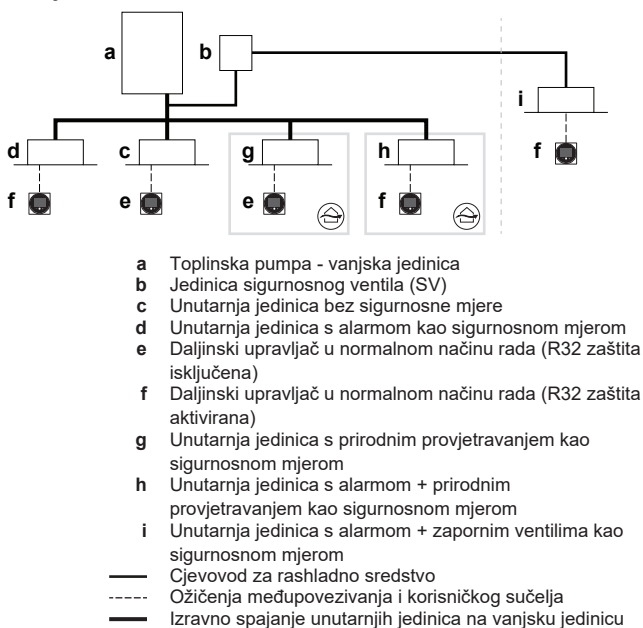 a
b
i
d
c
g
h
f
f
e
e
f
a Toplinska pumpa - vanjska jedinica
b Jedinica sigurnosnog ventila (SV)
c Unutarnja jedinica bez sigurnosne mjere
d Unutarnja jedinica s alarmom kao sigurnosnom mjerom
e Daljinski upravljač u normalnom načinu rada (R32 zaštita
isključena)
f Daljinski upravljač u normalnom načinu rada (R32 zaštita
aktivirana)
g Unutarnja jedinica s prirodnim provjetravanjem kao
sigurnosnom mjerom
h Unutarnja jedinica s alarmom + prirodnim
provjetravanjem kao sigurnosnom mjerom
i Unutarnja jedinica s alarmom + zapornim ventilima kao
sigurnosnom mjerom
Cjevovod za rashladno sredstvo
Ožičenja međupovezivanja i korisničkog sučelja
Izravno spajanje unutarnjih jedinica na vanjsku jedinicu